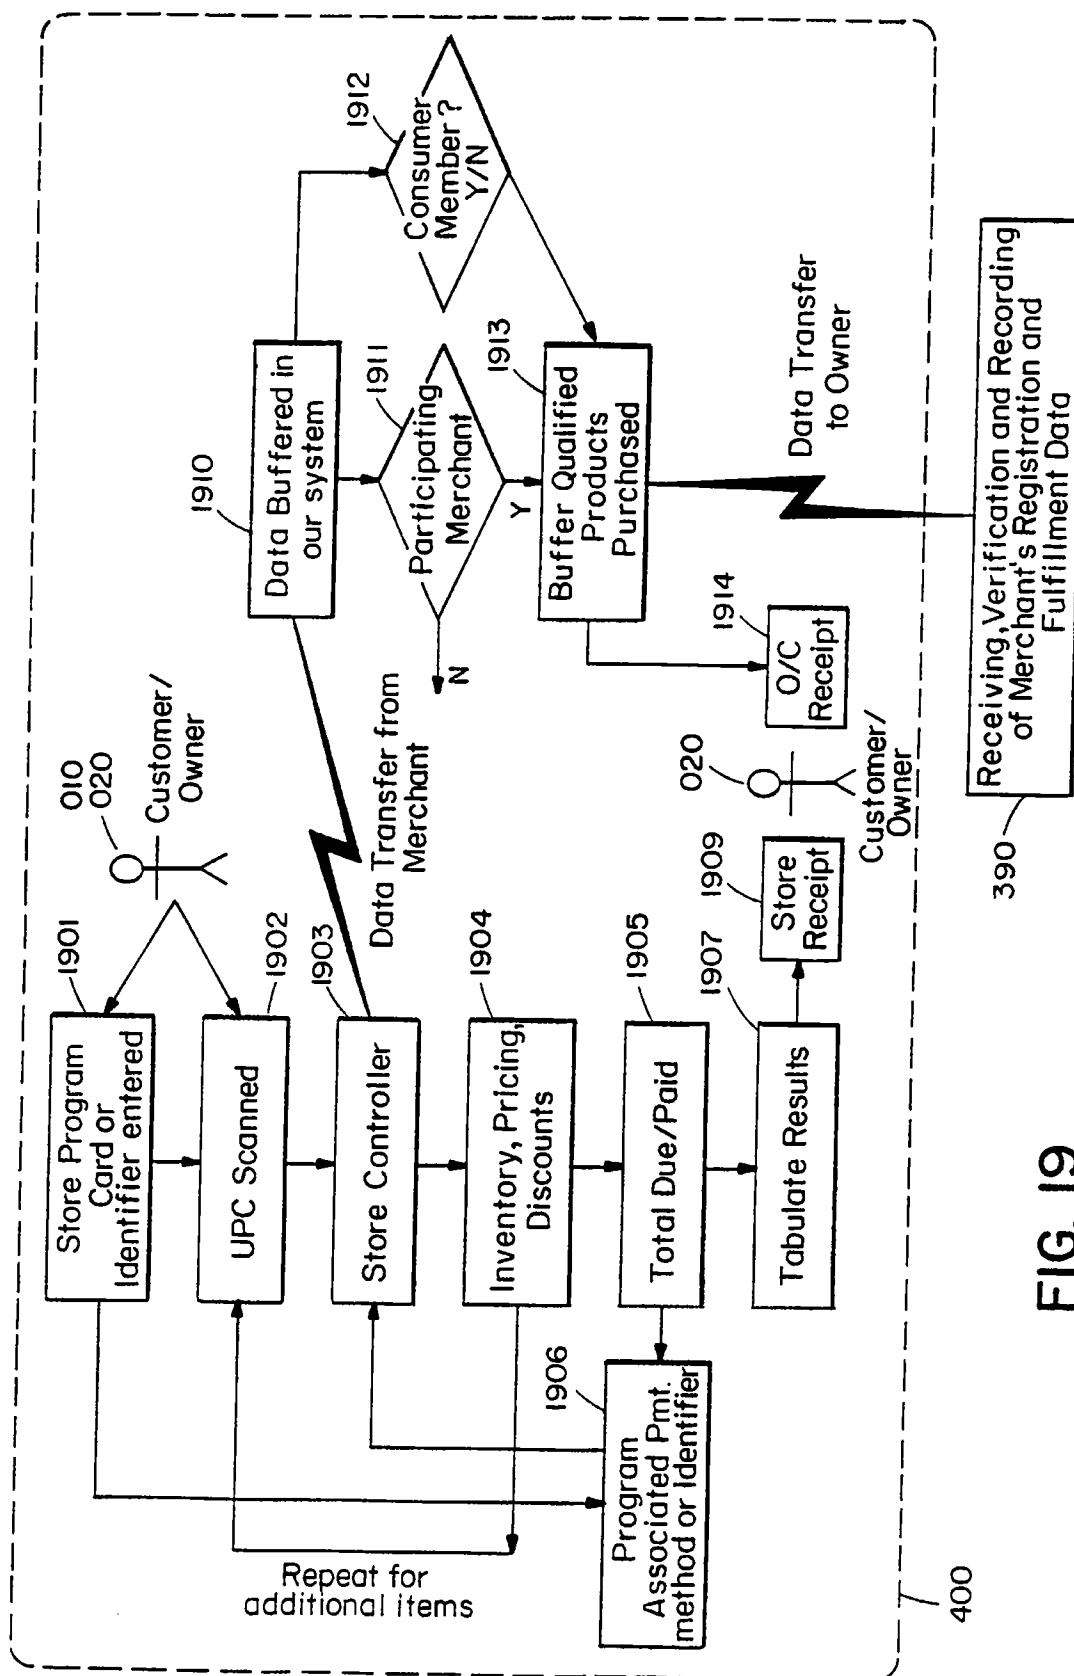 1901
Store Program
Card or
Identifier entered
010
020
Customer/
Owner
1902
UPC Scanned
1903
Store Controller
Data Transfer from
Merchant
1904
Inventory, Pricing,
Discounts
Repeat for
additional items
1905
Total Due/Paid
1906
Program
Associated Pmt.
method or identifier
1907
Tabulate Results
1909
Store
Receipt
1910
Data Buffered in
our system
1911
Participating
Merchant
N
Y
1912
Consumer
Member?
Y/N
1913
Buffer Qualified
Products
Purchased
1914
O/C
Receipt
020
Customer/
Owner
Data Transfer
to Owner
400
390
Receiving, Verification and Recording
of Merchant's Registration and
Fulfillment Data
FIG. 19